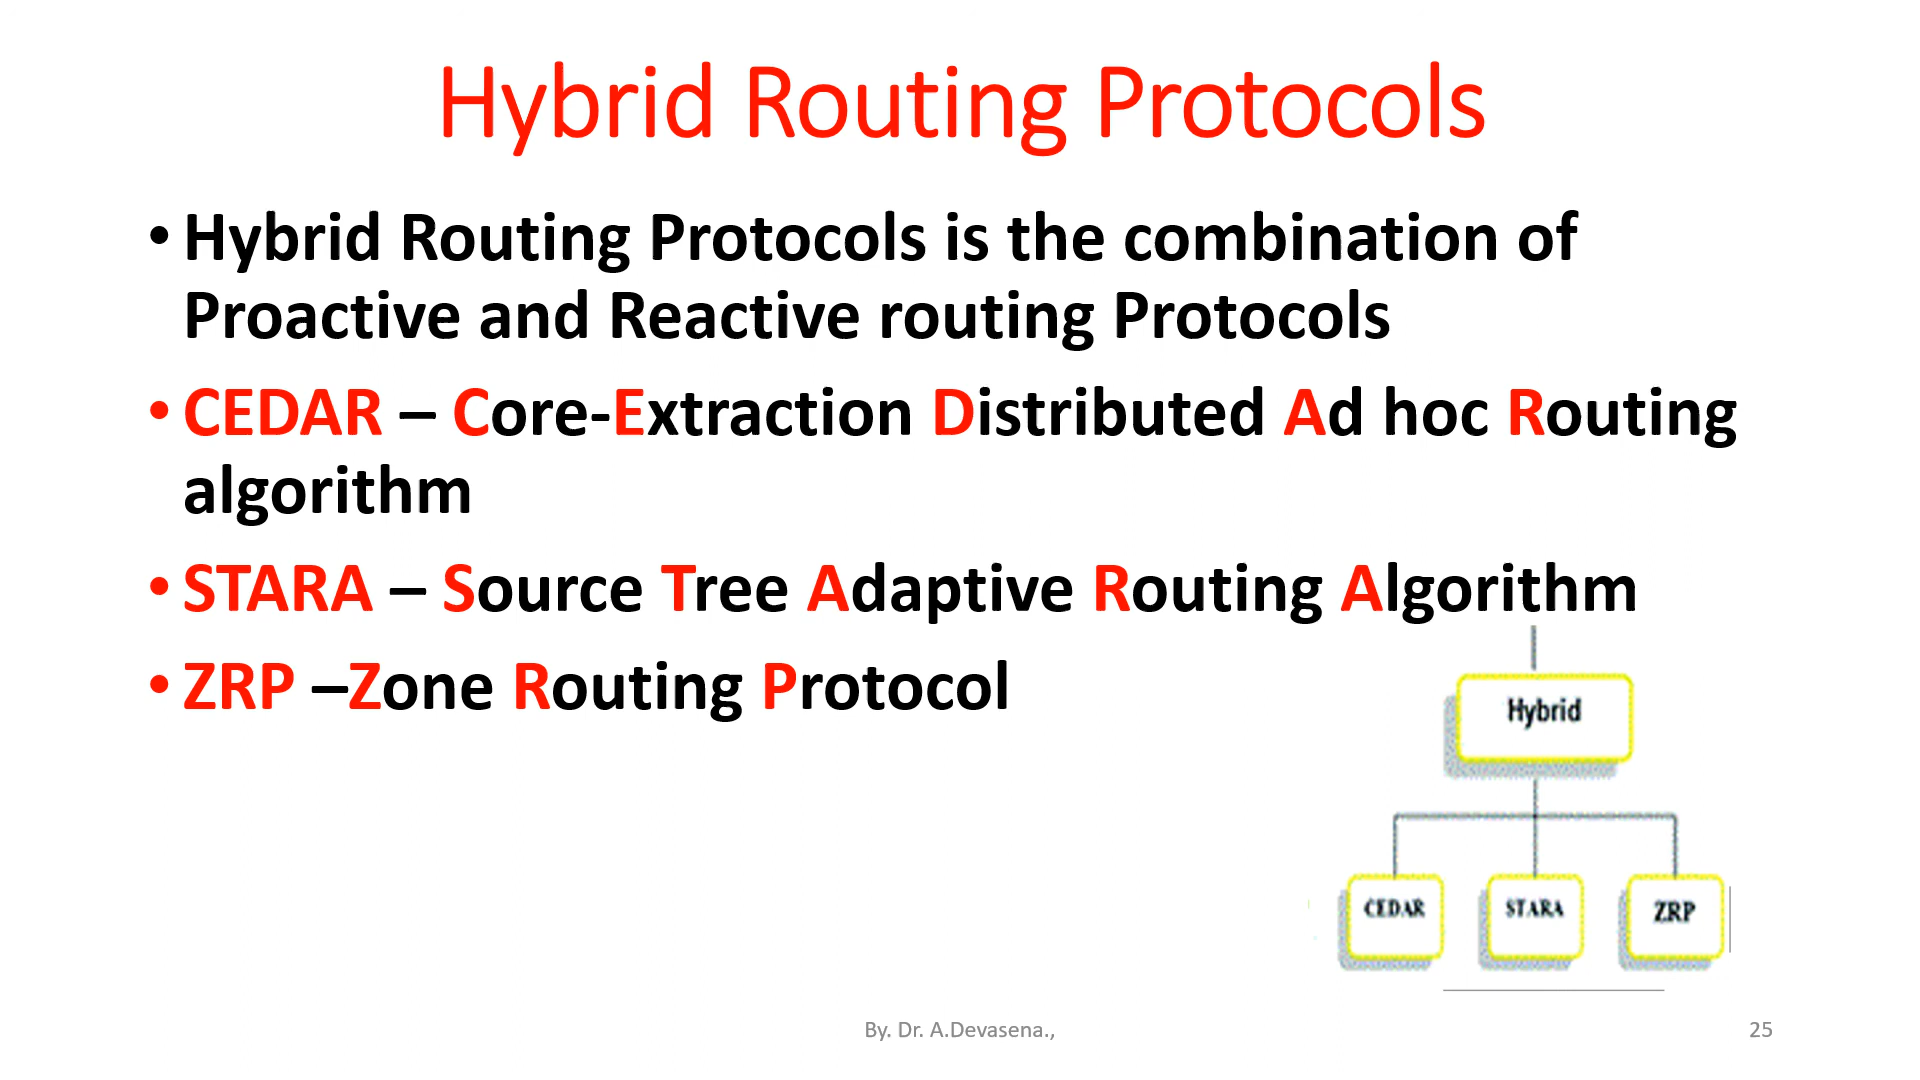 Hybrid Routing Protocols
• Hybrid Routing Protocols is the combination of
Proactive and Reactive routing Protocols
• CEDAR – Core-Extraction Distributed Ad hoc Routing
algorithm
• STARA – Source Tree Adaptive Routing Algorithm
• ZRP –Zone Routing Protocol
Hybrid
CEDAR
STARA
ZRP
By. Dr. A.Devasena.,
25